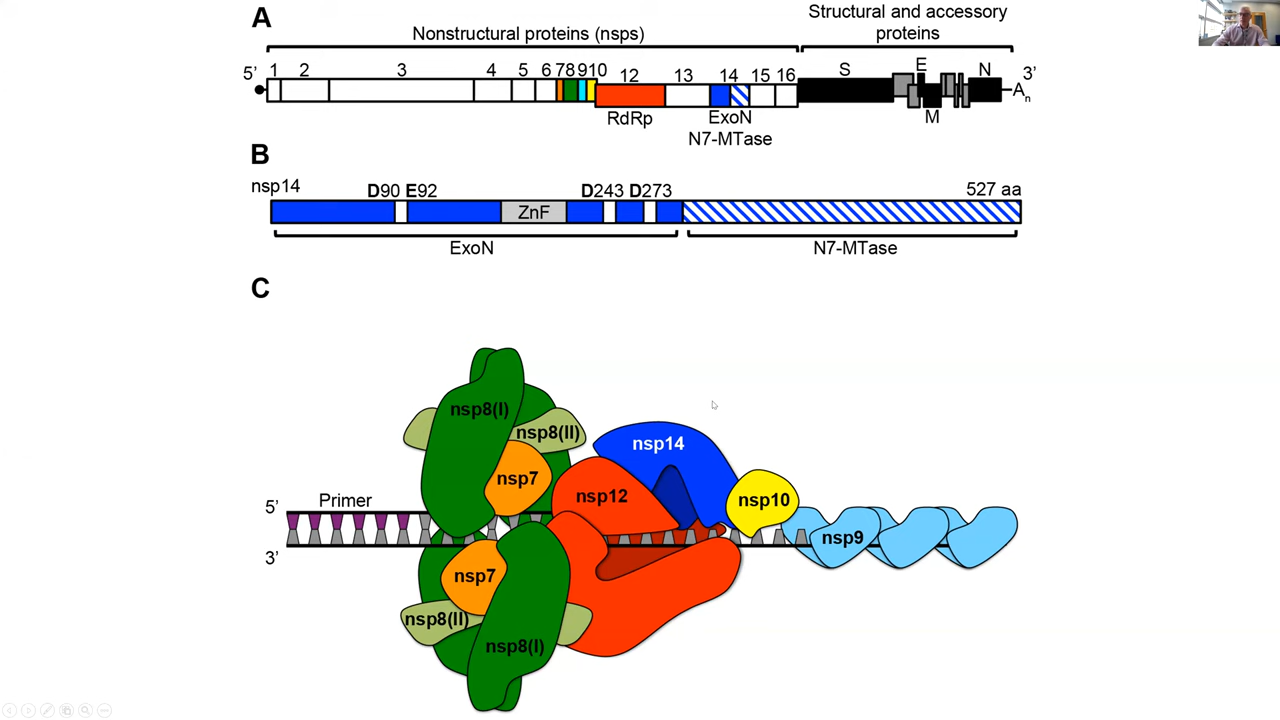 A
Nonstructural proteins (nsps)
Structural and accessory
proteins
5’ 1 2 3 4 5 6 7 8 9 10 12 13 14 15 16 S E M N An 3’
RdRp
ExoN
N7-MTase
B
nsp14 D90 E92 ZnF D243 D273 527 aa
ExoN N7-MTase
C
nsp8(I)
nsp8(II)
nsp14
nsp7
nsp12
nsp10
5’ Primer
3’
nsp9
nsp7
nsp8(II)
nsp8(I)